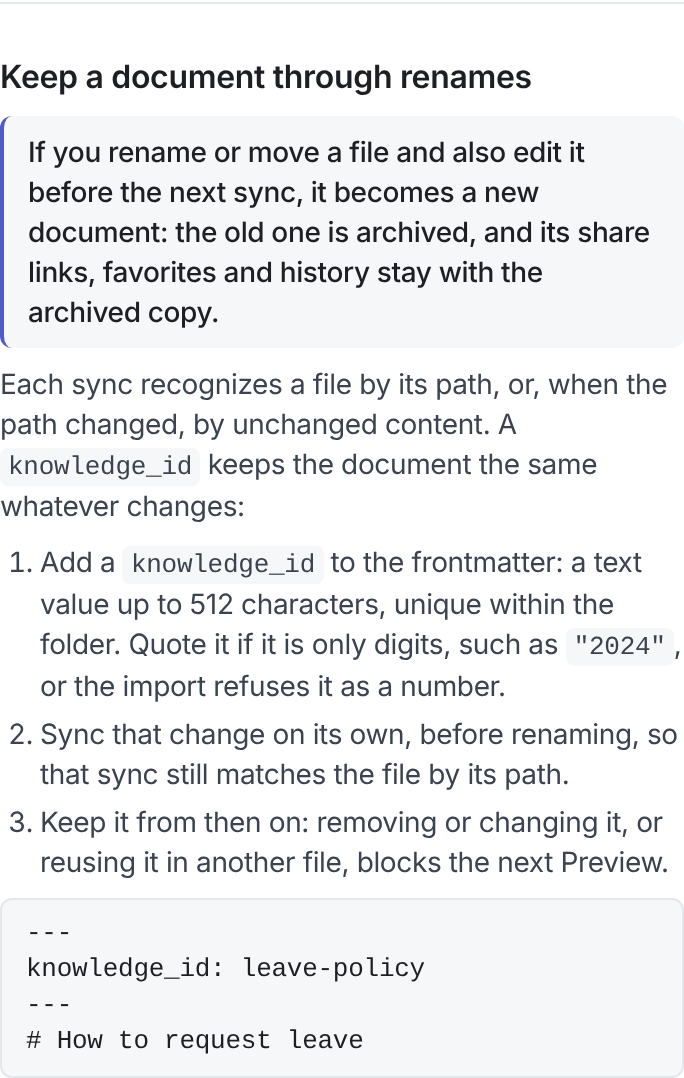 Keep a document through renames
If you rename or move a file and also edit it
before the next sync, it becomes a new
document: the old one is archived, and its share
links, favorites and history stay with the
archived copy.
Each sync recognizes a file by its path, or, when the
path changed, by unchanged content. A
knowledge_id keeps the document the same
whatever changes:
1. Add a knowledge_id to the frontmatter: a text
value up to 512 characters, unique within the
folder. Quote it if it is only digits, such as "2024",
or the import refuses it as a number.
2. Sync that change on its own, before renaming, so
that sync still matches the file by its path.
3. Keep it from then on: removing or changing it, or
reusing it in another file, blocks the next Preview.
---
knowledge_id: leave-policy
---
# How to request leave